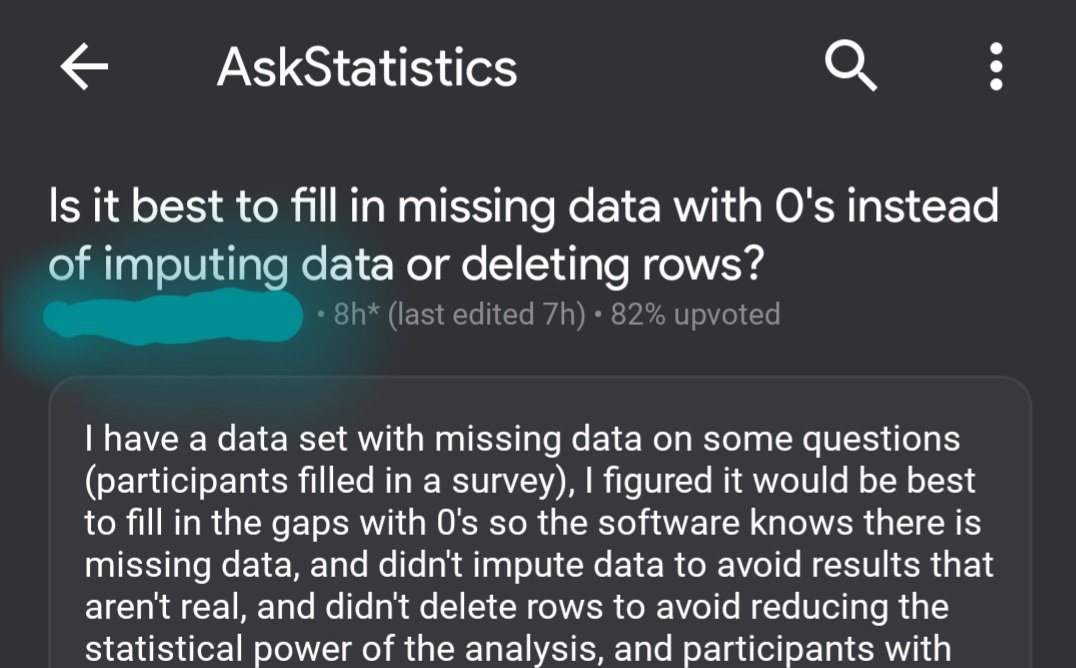 AskStatistics
Is it best to fill in missing data with 0's instead
of imputing data or deleting rows?
• 8h* (last edited 7h) • 82% upvoted
I have a data set with missing data on some questions
(participants filled in a survey), I figured it would be best
to fill in the gaps with 0's so the software knows there is
missing data, and didn't impute data to avoid results that
aren't real, and didn't delete rows to avoid reducing the
statistical power of the analysis, and participants with